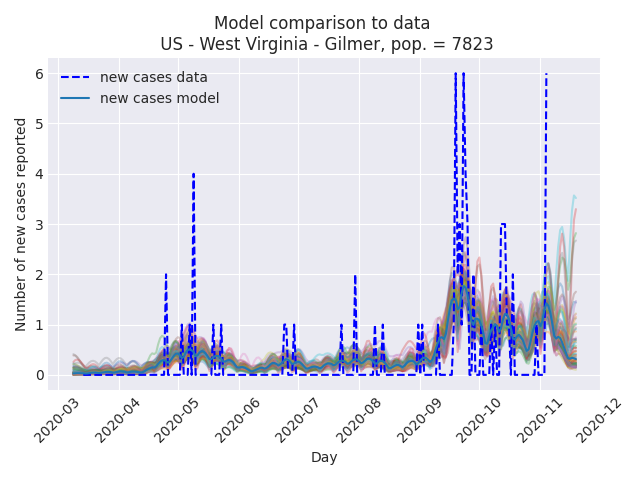 Model comparison to data
US - West Virginia - Gilmer, pop. = 7823
new cases data
new cases model
Number of new cases reported
6
5
4
3
2
1
0
2020-03
2020-04
2020-05
2020-06
2020-07
2020-08
2020-09
2020-10
2020-11
2020-12
Day